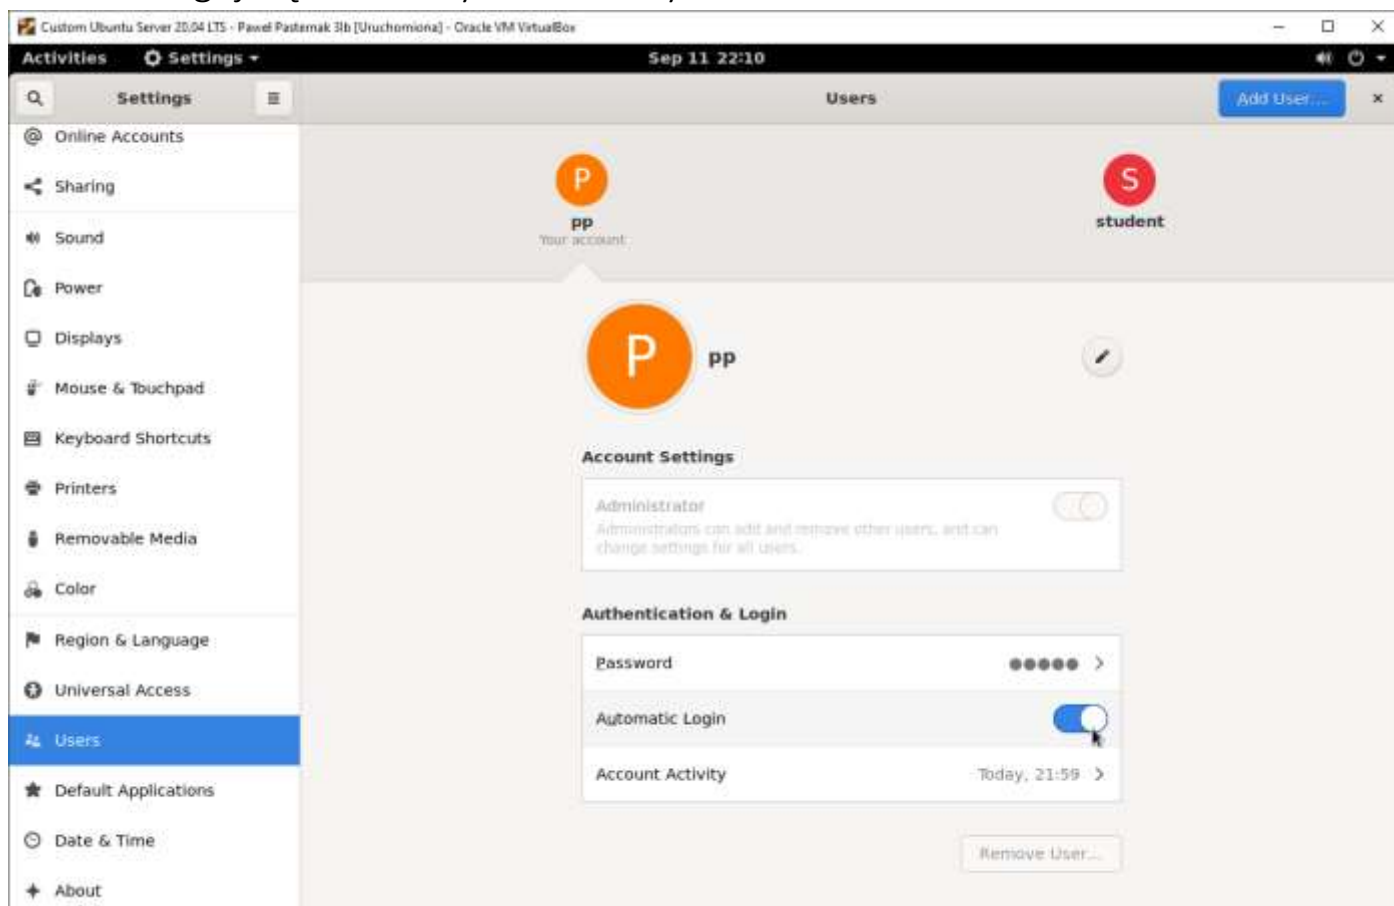 Custom Ubuntu Server 20.04 LTS - Paweł Pasternak 3lb [Uruchomiona] - Oracle VM VirtualBox
Activities Settings Sep 11 22:10
Settings Users Add User...
Online Accounts
Sharing
Sound
Power
Displays
Mouse & Touchpad
Keyboard Shortcuts
Printers
Removable Media
Color
Region & Language
Universal Access
Users
Default Applications
Date & Time
About
P
pp
Your account
S
student
P
pp
Account Settings
Administrator
Administrators can add and remove other users, and can
change settings for all users.
Authentication & Login
Password
Automatic Login
Account Activity Today, 21:59
Remove User...